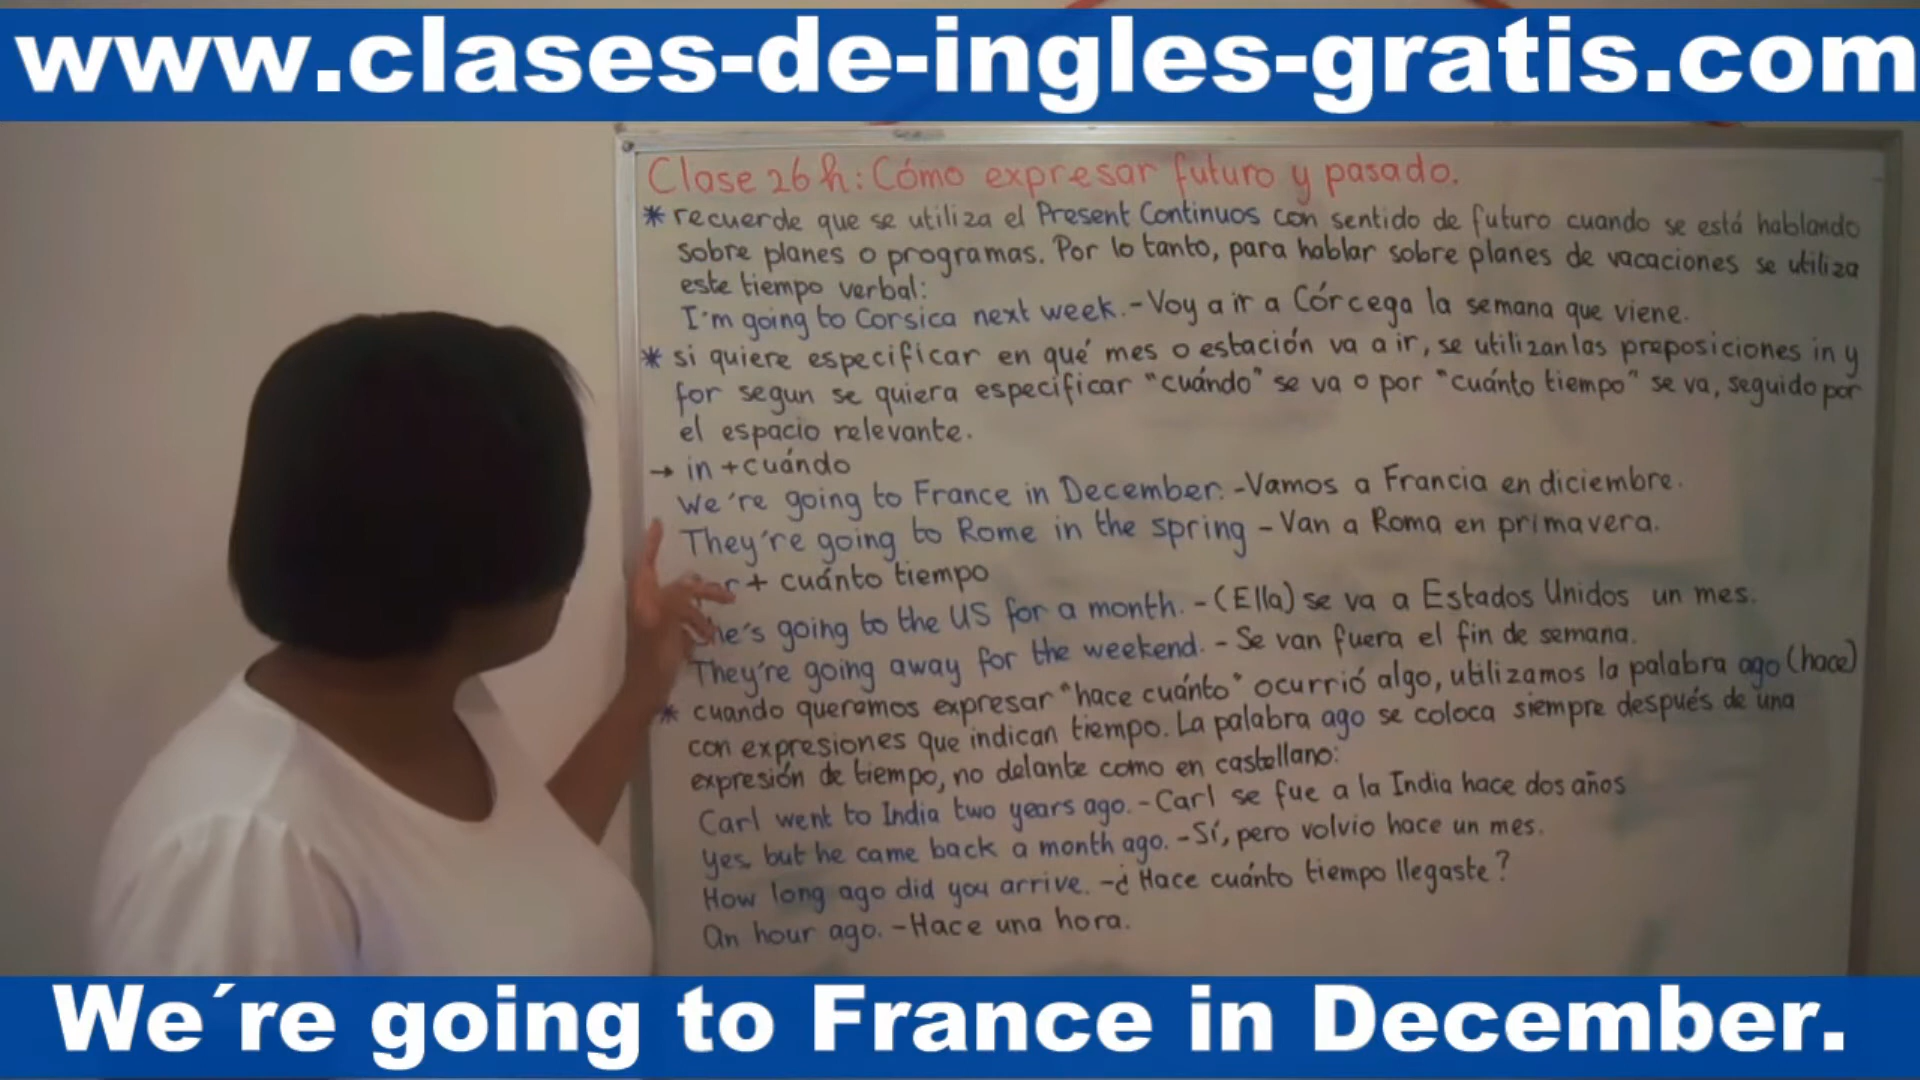 www.clases-de-ingles-gratis.com
Clase 26h: Cómo expresar futuro y pasado.
* recuerde que se utiliza el Present Continuos con sentido de futuro cuando se está hablando
sobre planes o programas. Por lo tanto, para hablar sobre planes de vacaciones se utiliza
este tiempo verbal:
I'm going to Corsica next week. - Voy a ir a Córcega la semana que viene.
* si quiere especificar en qué mes o estación va a ir, se utilizan las preposiciones in y
for segun se quiera especificar "cuándo" se va o por "cuánto tiempo" se va, seguido por
el espacio relevante.
→ in + cuándo
We're going to France in December. - Vamos a Francia en diciembre.
They're going to Rome in the spring - Van a Roma en primavera.
+ cuánto tiempo
he's going to the US for a month. - (Ella) se va a Estados Unidos un mes.
They're going away for the weekend. - Se van fuera el fin de semana.
* cuando queremos expresar "hace cuánto" ocurrió algo, utilizamos la palabra ago (hace)
con expresiones que indican tiempo. La palabra ago se coloca siempre después de una
expresión de tiempo, no delante como en castellano:
Carl went to India two years ago. - Carl se fue a la India hace dos años
Yes, but he came back a month ago. - Sí, pero volvio hace un mes.
How long ago did you arrive. - ¿Hace cuánto tiempo llegaste?
An hour ago. - Hace una hora.
We´re going to France in December.